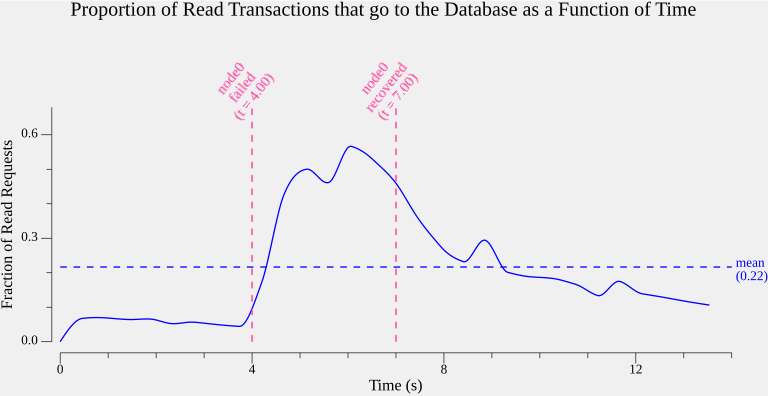 Proportion of Read Transactions that go to the Database as a Function of Time
node0
failed
(t = 4.00)
node0
recovered
(t = 7.00)
Fraction of Read Requests
0.6
0.3
0.0
mean
(0.22)
0
4
8
12
Time (s)